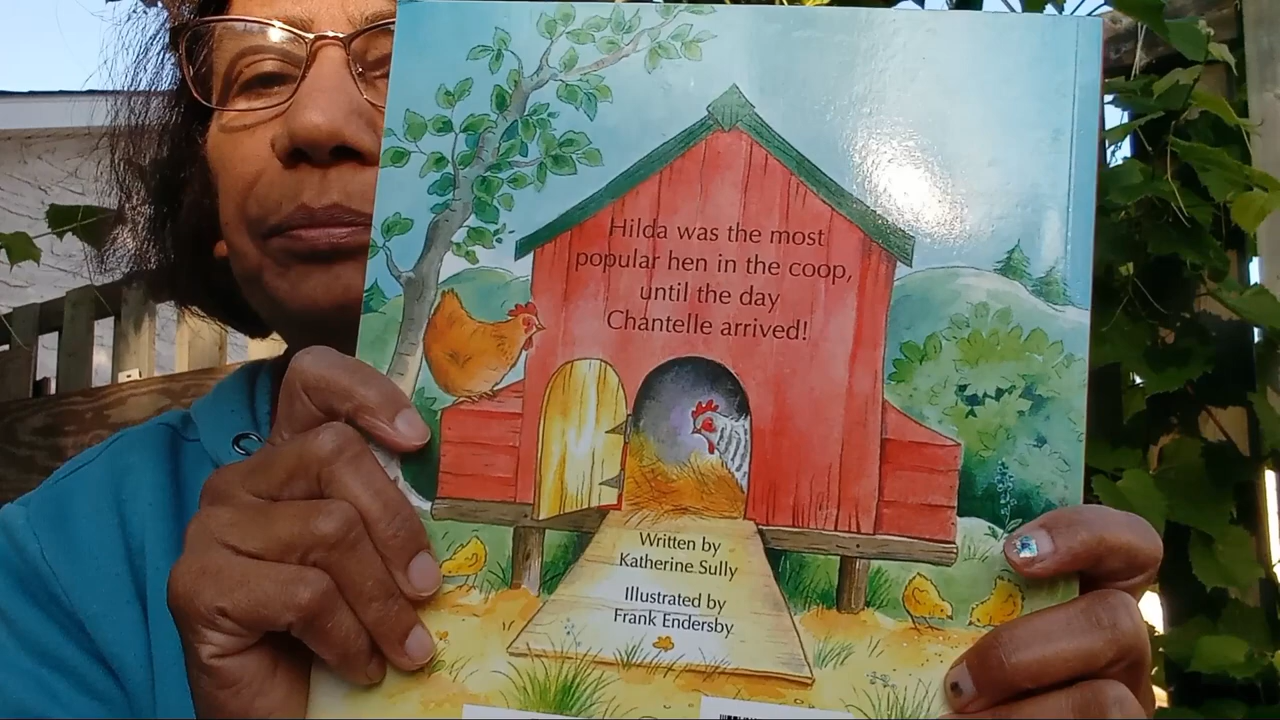 Hilda was the most
popular hen in the coop,
until the day
Chantelle arrived!
Written by
Katherine Sully
Illustrated by
Frank Endersby